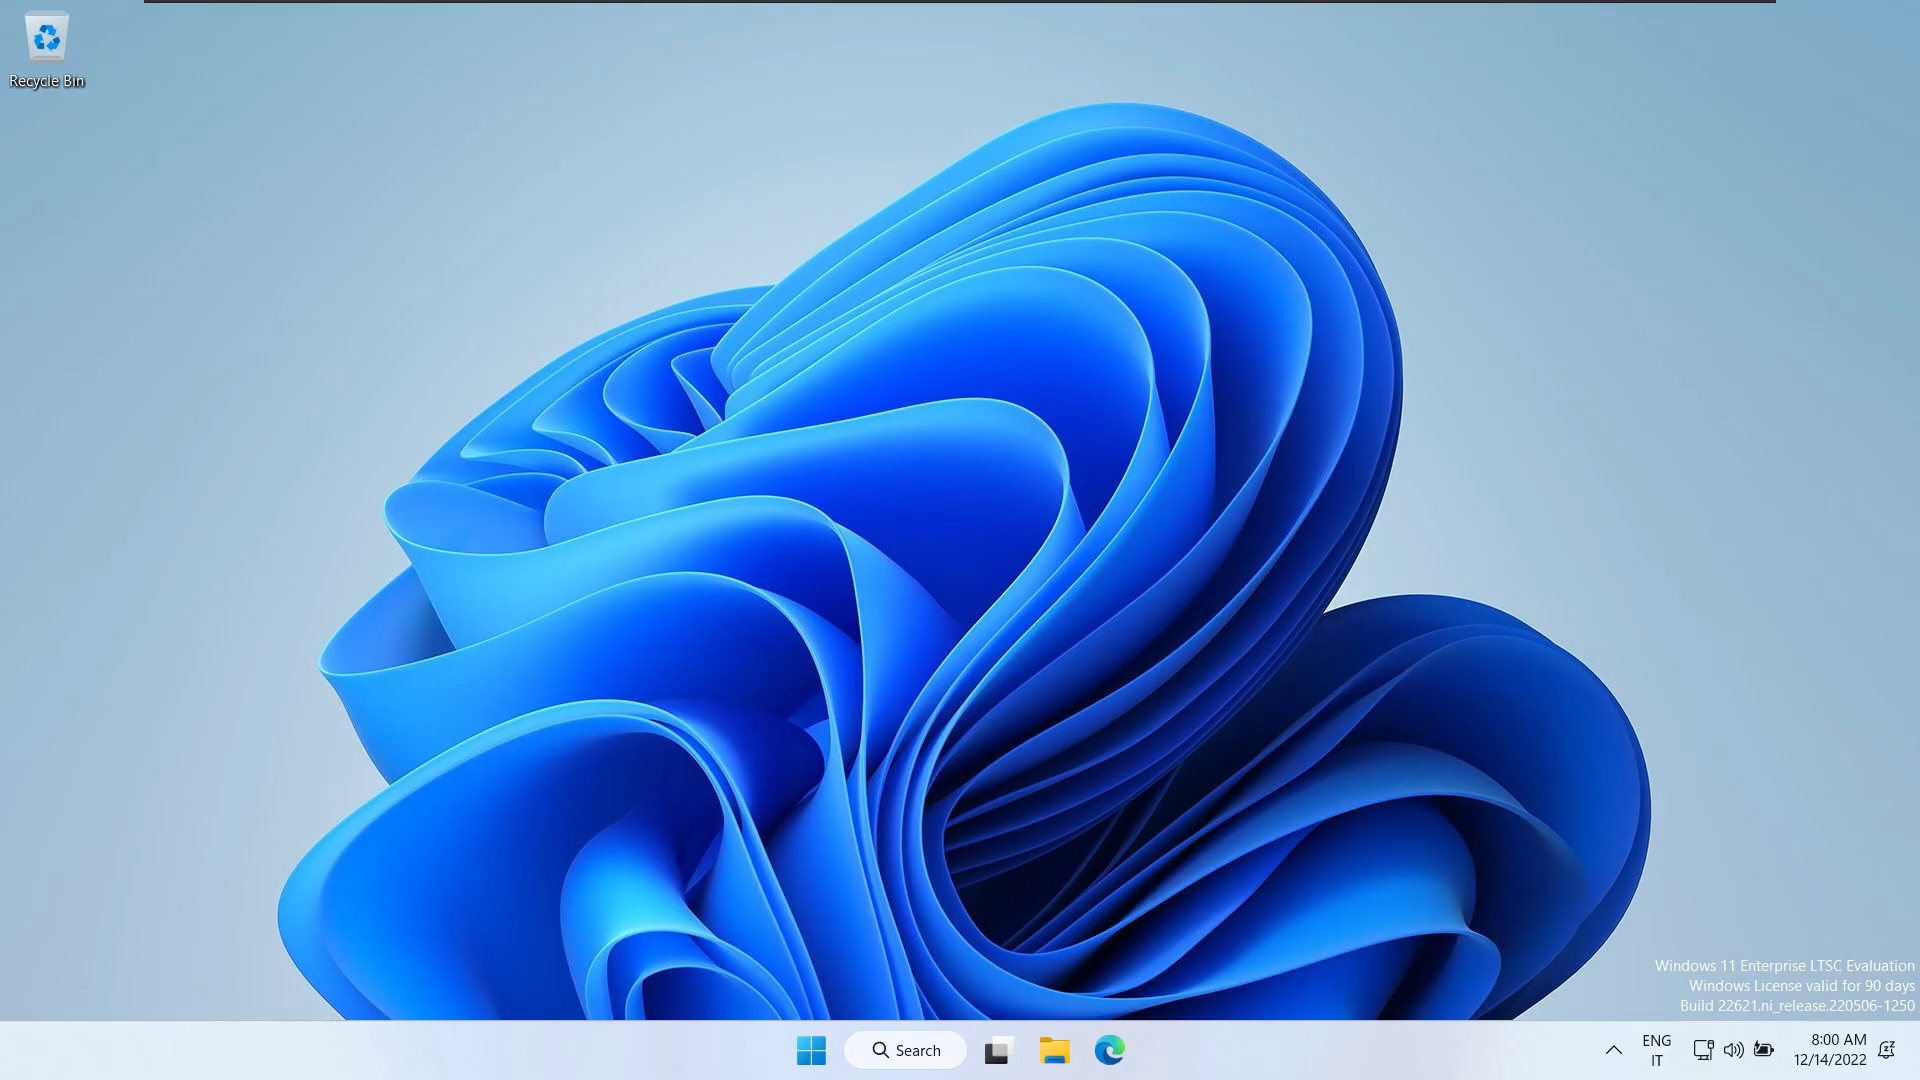 Recycle Bin
Windows 11 Enterprise LTSC Evaluation
Windows License valid for 90 days
Build 22621.ni_release.220506-1250
Search
ENG
IT
8:00 AM
12/14/2022